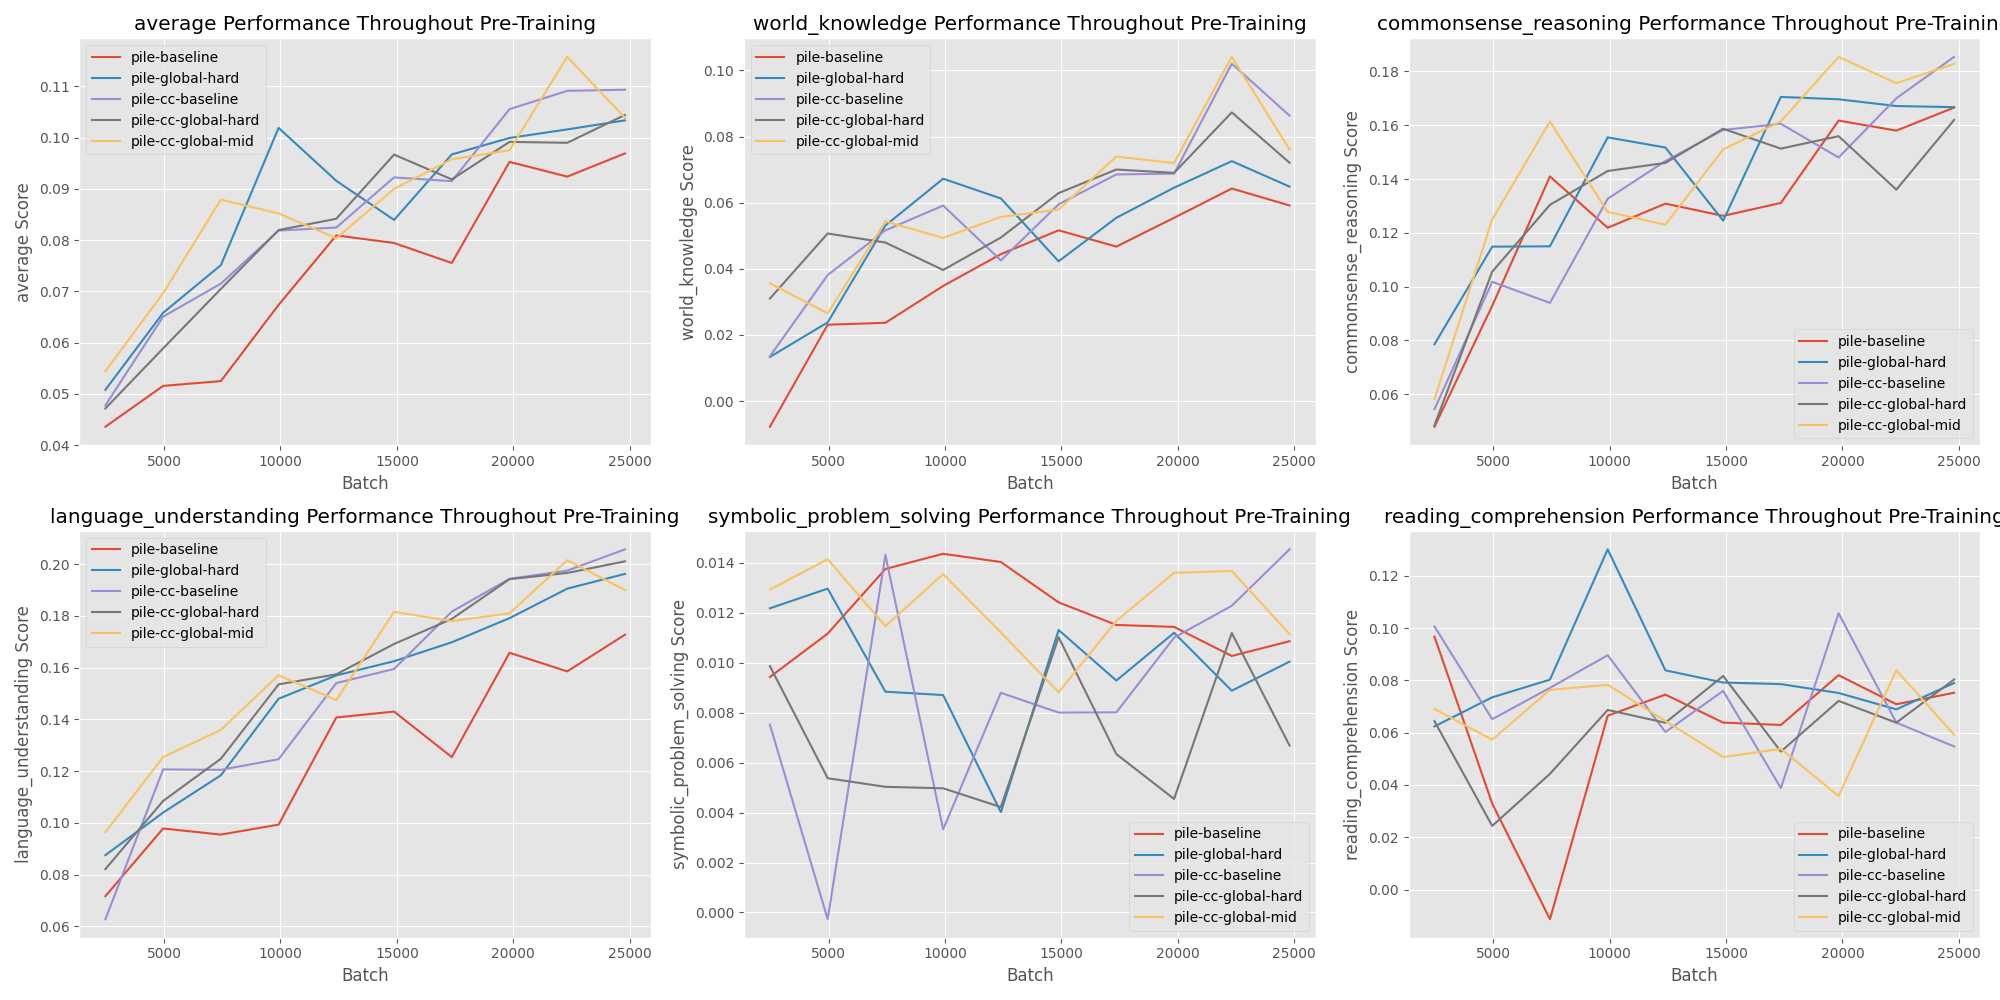 average Performance Throughout Pre-Training
pile-baseline
pile-global-hard
pile-cc-baseline
pile-cc-global-hard
pile-cc-global-mid
average Score
0.11
0.10
0.09
0.08
0.07
0.06
0.05
0.04
5000
10000
15000
20000
25000
Batch
world_knowledge Performance Throughout Pre-Training
pile-baseline
pile-global-hard
pile-cc-baseline
pile-cc-global-hard
pile-cc-global-mid
world_knowledge Score
0.10
0.08
0.06
0.04
0.02
0.00
5000
10000
15000
20000
25000
Batch
commonsense_reasoning Performance Throughout Pre-Trainin
commonsense_reasoning Score
0.18
0.16
0.14
0.12
0.10
0.08
0.06
pile-baseline
pile-global-hard
pile-cc-baseline
pile-cc-global-hard
pile-cc-global-mid
5000
10000
15000
20000
25000
Batch
language_understanding Performance Throughout Pre-Training
pile-baseline
pile-global-hard
pile-cc-baseline
pile-cc-global-hard
pile-cc-global-mid
language_understanding Score
0.20
0.18
0.16
0.14
0.12
0.10
0.08
0.06
5000
10000
15000
20000
25000
Batch
symbolic_problem_solving Performance Throughout Pre-Training
symbolic_problem_solving Score
0.014
0.012
0.010
0.008
0.006
0.004
0.002
0.000
pile-baseline
pile-global-hard
pile-cc-baseline
pile-cc-global-hard
pile-cc-global-mid
5000
10000
15000
20000
25000
Batch
reading_comprehension Performance Throughout Pre-Training
reading_comprehension Score
0.12
0.10
0.08
0.06
0.04
0.02
0.00
pile-baseline
pile-global-hard
pile-cc-baseline
pile-cc-global-hard
pile-cc-global-mid
5000
10000
15000
20000
25000
Batch